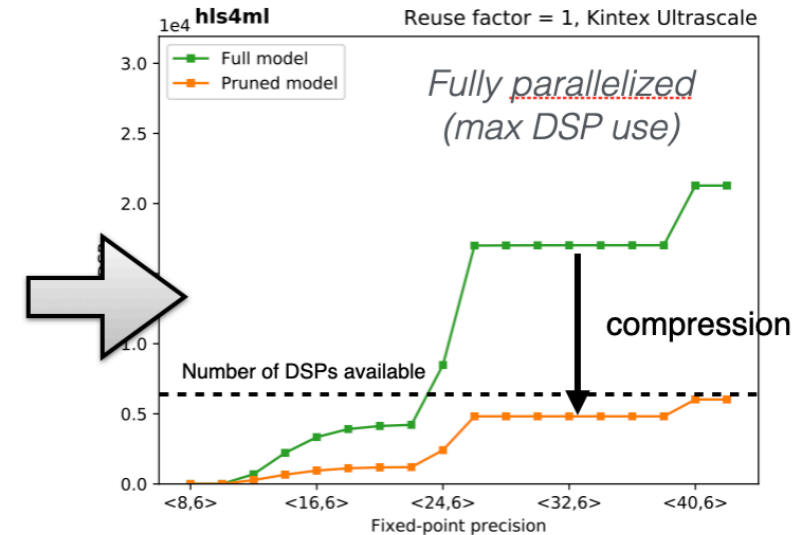 1e4
hls4ml
Reuse factor = 1, Kintex Ultrascale
Full model
Pruned model
Fully parallelized
(max DSP use)
3.0
2.5
2.0
compression
1.0
Number of DSPs available
0.5
0.0
<8,6>
<16,6>
<24,6>
<32,6>
<40,6>
Fixed-point precision